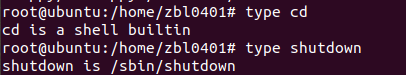 root@ubuntu:/home/zbl0401# type cd
cd is a shell builtin
root@ubuntu:/home/zbl0401# type shutdown
shutdown is /sbin/shutdown